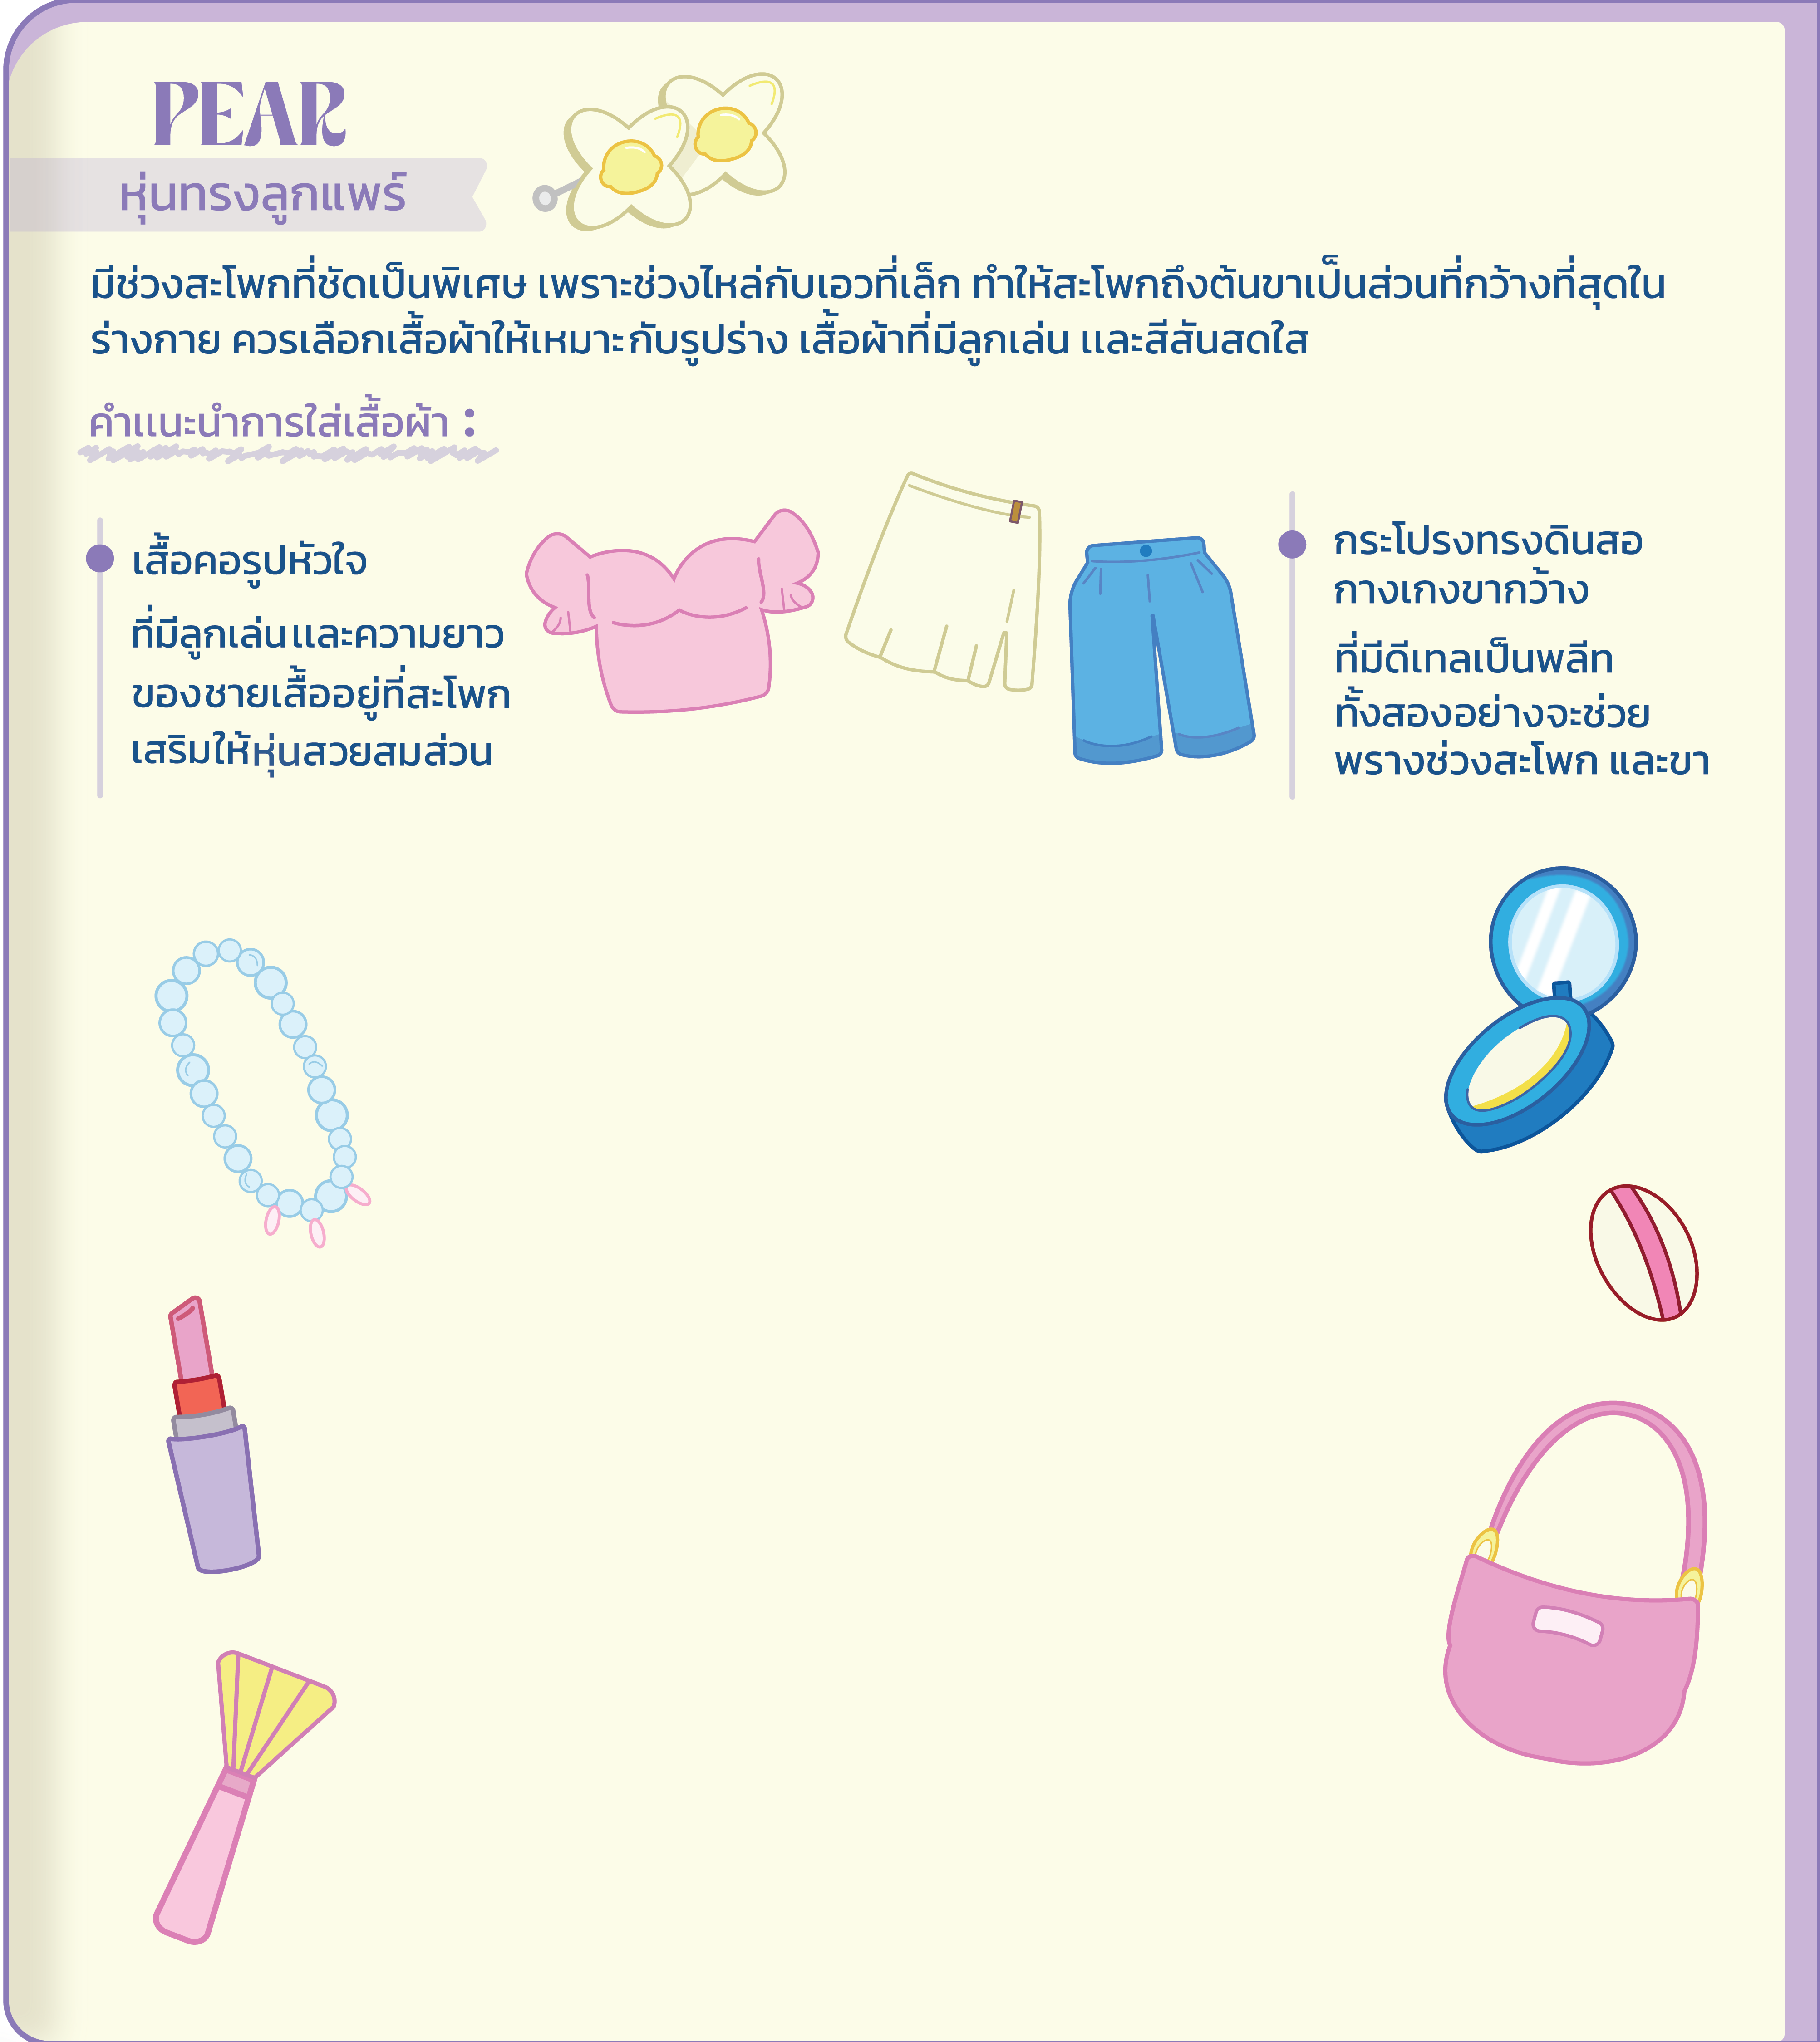 PEAR
หุ่นทรงลูกแพร์
มีช่วงสะโพกที่ชัดเป็นพิเศษ เพราะช่วงไหล่กับเอวที่เล็ก ทำให้สะโพกถึงต้นขาเป็นส่วนที่กว้างที่สุดใน
ร่างกาย ควรเลือกเสื้อผ้าให้เหมาะกับรูปร่าง เสื้อผ้าที่มีลูกเล่น และสีสันสดใส
คำแนะนำการใส่เสื้อผ้า :
เสื้อคอรูปหัวใจ
ที่มีลูกเล่นและความยาว
ของชายเสื้ออยู่ที่สะโพก
เสริมให้หุ่นสวยสมส่วน
กระโปรงทรงดินสอ
กางเกงขากว้าง
ที่มีดีเทลเป็นพลีท
ทั้งสองอย่างจะช่วย
พรางช่วงสะโพก และขา